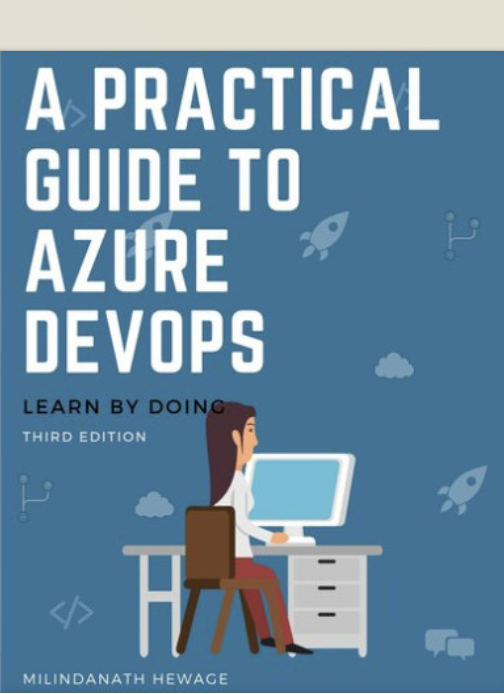 A PRACTICAL
GUIDE TO
AZURE
DEVOPS
LEARN BY DOING
THIRD EDITION
MILINDANATH HEWAGE